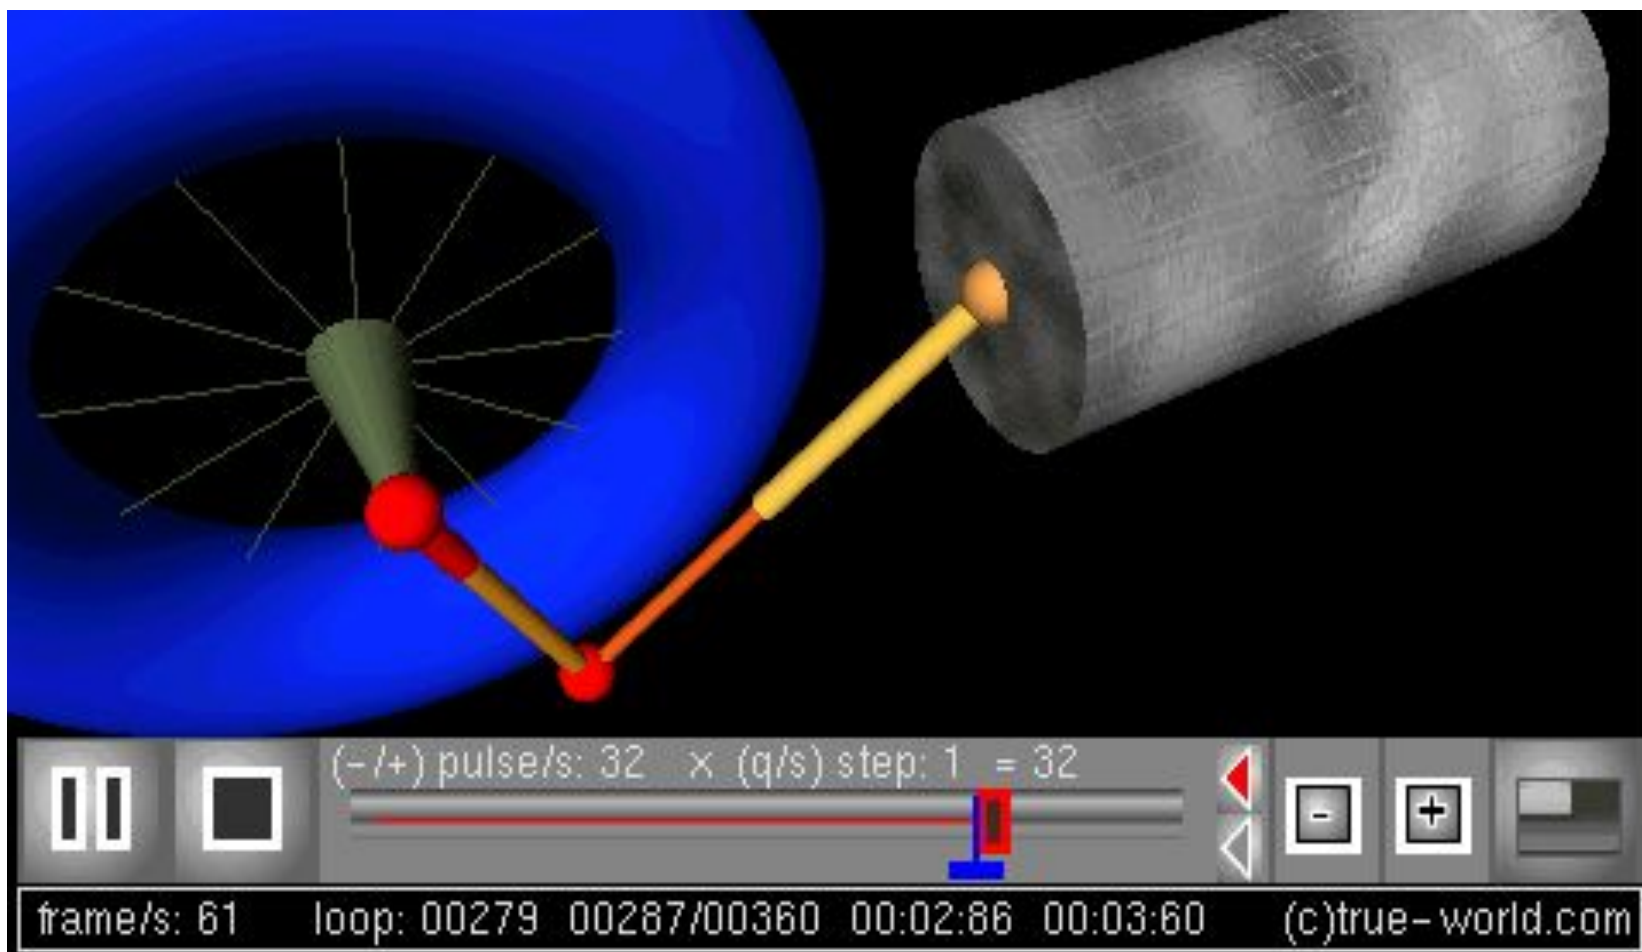 (-/+) pulse/s: 32 x (q/s) step: 1 = 32
- +
frame/s: 61 loop: 00279 00287/00360 00:02:86 00:03:60 (c)true-world.com